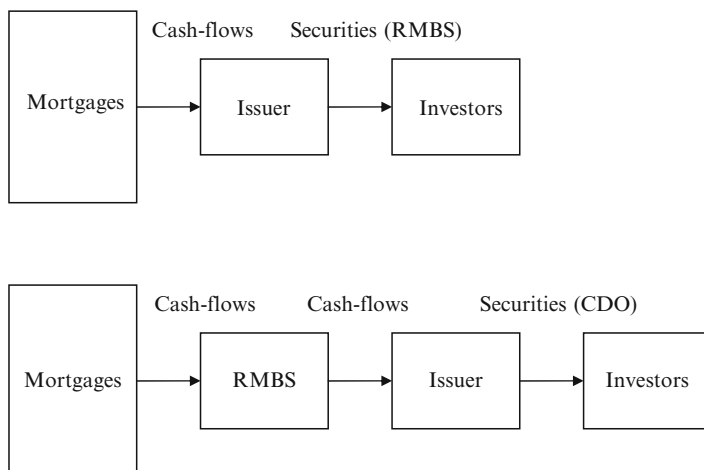 Cash-flows Securities (RMBS)
Mortgages Issuer Investors
Cash-flows Cash-flows Securities (CDO)
Mortgages RMBS Issuer Investors